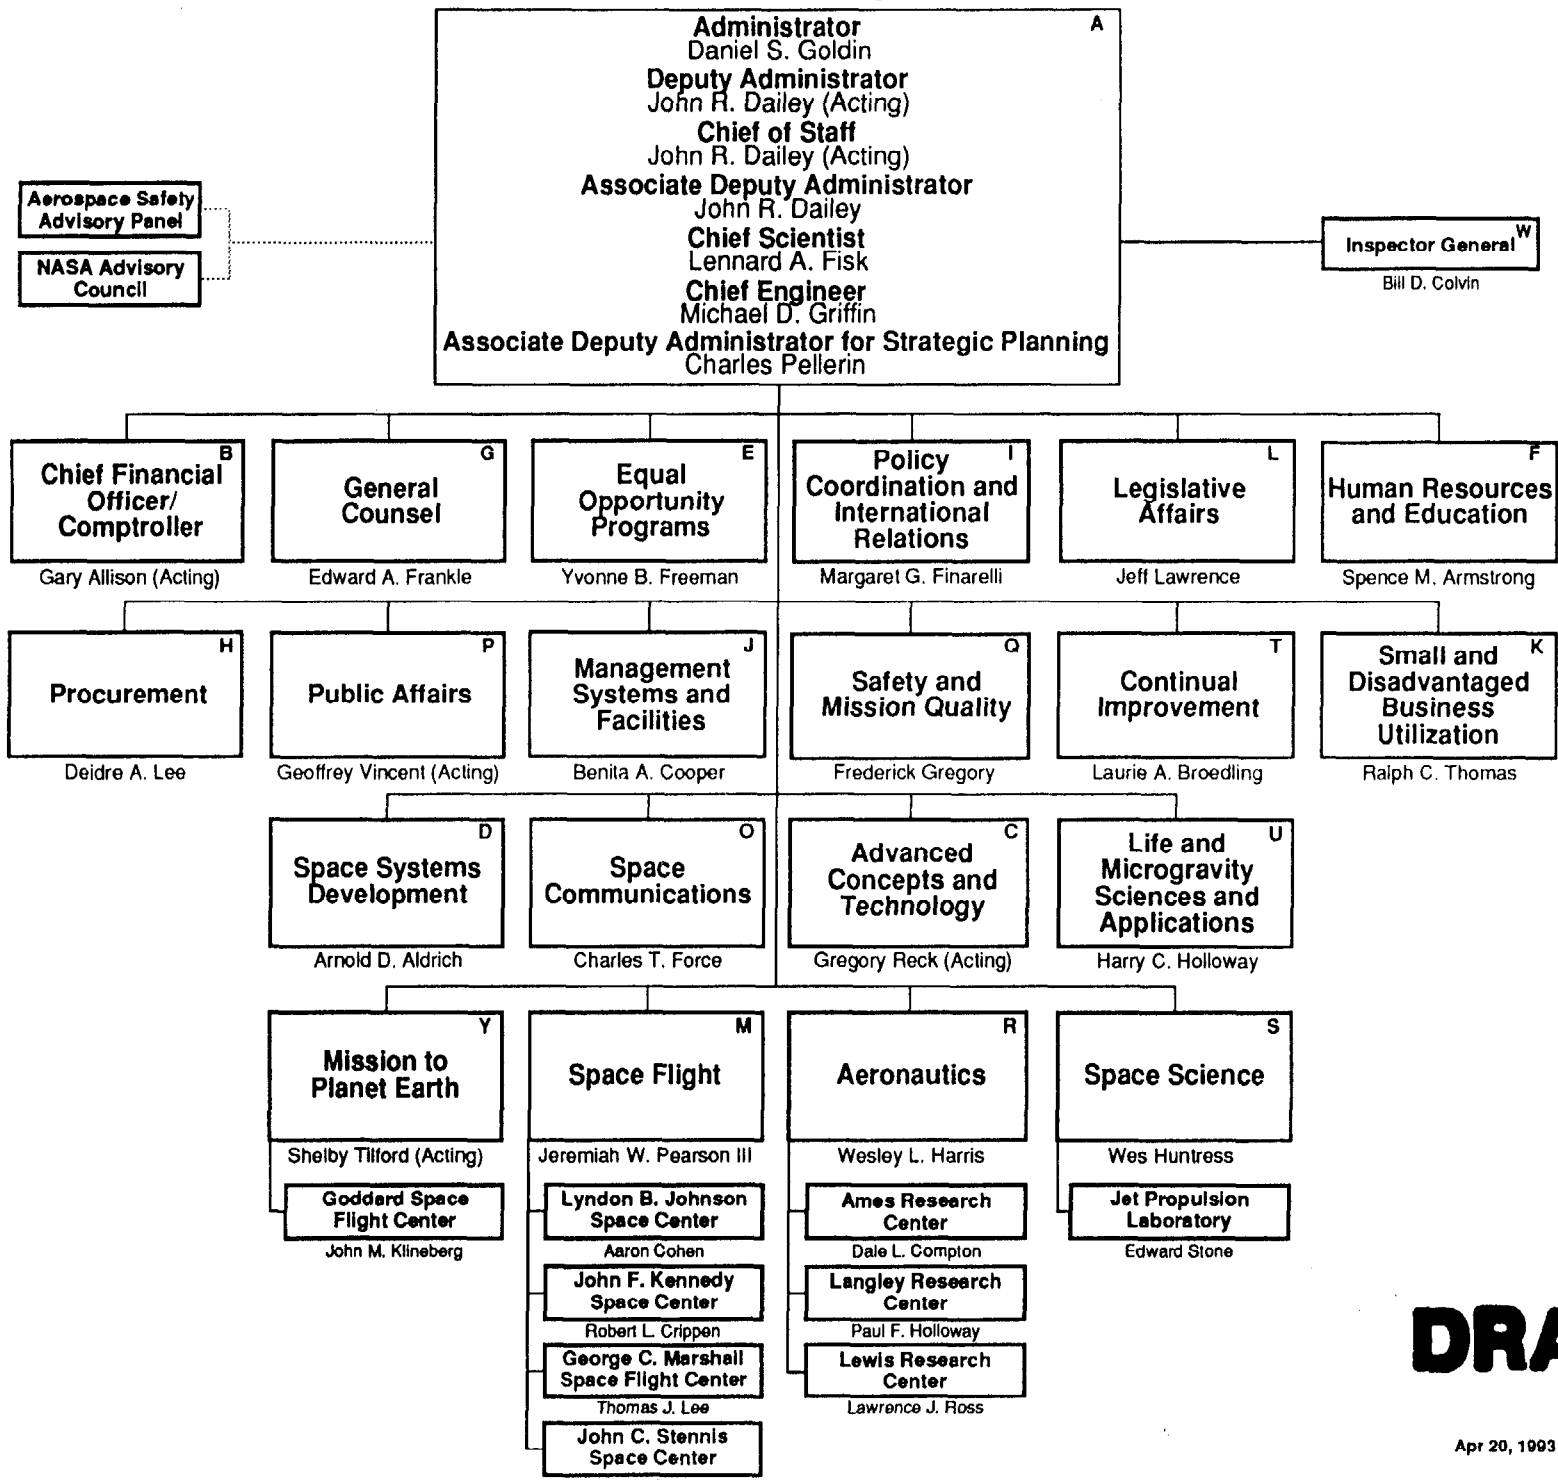 A
Administrator
Daniel S. Goldin
Deputy Administrator
John R. Dailey (Acting)
Chief of Staff
John R. Dailey (Acting)
Associate Deputy Administrator
John R. Dailey
Chief Scientist
Lennard A. Fisk
Chief Engineer
Michael D. Griffin
Associate Deputy Administrator for Strategic Planning
Charles Pellerin
Aerospace Safety
Advisory Panel
NASA Advisory
Council
W
Inspector General
Bill D. Colvin
B
Chief Financial
Officer/
Comptroller
Gary Allison (Acting)
G
General
Counsel
Edward A. Frankle
E
Equal
Opportunity
Programs
Yvonne B. Freeman
I
Policy
Coordination and
International
Relations
Margaret G. Finarelli
L
Legislative
Affairs
Jeff Lawrence
F
Human Resources
and Education
Spence M. Armstrong
H
Procurement
Deidre A. Lee
P
Public Affairs
Geoffrey Vincent (Acting)
J
Management
Systems and
Facilities
Benita A. Cooper
Q
Safety and
Mission Quality
Frederick Gregory
T
Continual
Improvement
Laurie A. Broedling
K
Small and
Disadvantaged
Business
Utilization
Ralph C. Thomas
D
Space Systems
Development
Arnold D. Aldrich
O
Space
Communications
Charles T. Force
C
Advanced
Concepts and
Technology
Gregory Reck (Acting)
U
Life and
Microgravity
Sciences and
Applications
Harry C. Holloway
Y
Mission to
Planet Earth
Shelby Tilford (Acting)
Goddard Space
Flight Center
John M. Klineberg
M
Space Flight
Jeremiah W. Pearson III
Lyndon B. Johnson
Space Center
Aaron Cohen
John F. Kennedy
Space Center
Robert L. Crippen
George C. Marshall
Space Flight Center
Thomas J. Lee
John C. Stennis
Space Center
R
Aeronautics
Wesley L. Harris
Ames Research
Center
Dale L. Compton
Langley Research
Center
Paul F. Holloway
Lewis Research
Center
Lawrence J. Ross
S
Space Science
Wes Huntress
Jet Propulsion
Laboratory
Edward Stone
DRA
Apr 20, 1993